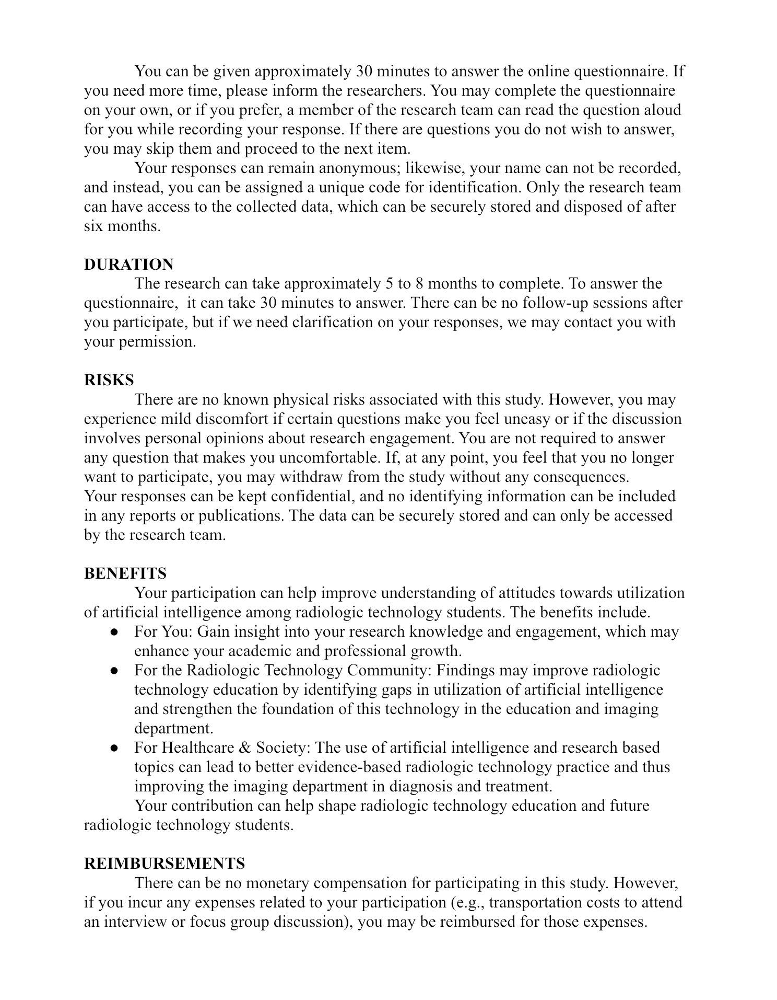 You can be given approximately 30 minutes to answer the online questionnaire. If
you need more time, please inform the researchers. You may complete the questionnaire
on your own, or if you prefer, a member of the research team can read the question aloud
for you while recording your response. If there are questions you do not wish to answer,
you may skip them and proceed to the next item.
Your responses can remain anonymous; likewise, your name can not be recorded,
and instead, you can be assigned a unique code for identification. Only the research team
can have access to the collected data, which can be securely stored and disposed of after
six months.
DURATION
The research can take approximately 5 to 8 months to complete. To answer the
questionnaire,  it can take 30 minutes to answer. There can be no follow-up sessions after
you participate, but if we need clarification on your responses, we may contact you with
your permission.
RISKS
There are no known physical risks associated with this study. However, you may
experience mild discomfort if certain questions make you feel uneasy or if the discussion
involves personal opinions about research engagement. You are not required to answer
any question that makes you uncomfortable. If, at any point, you feel that you no longer
want to participate, you may withdraw from the study without any consequences.
Your responses can be kept confidential, and no identifying information can be included
in any reports or publications. The data can be securely stored and can only be accessed
by the research team.
BENEFITS
Your participation can help improve understanding of attitudes towards utilization
of artificial intelligence among radiologic technology students. The benefits include.
● For You: Gain insight into your research knowledge and engagement, which may
enhance your academic and professional growth.
● For the Radiologic Technology Community: Findings may improve radiologic
technology education by identifying gaps in utilization of artificial intelligence
and strengthen the foundation of this technology in the education and imaging
department.
● For Healthcare & Society: The use of artificial intelligence and research based
topics can lead to better evidence-based radiologic technology practice and thus
improving the imaging department in diagnosis and treatment.
Your contribution can help shape radiologic technology education and future
radiologic technology students.
REIMBURSEMENTS
There can be no monetary compensation for participating in this study. However,
if you incur any expenses related to your participation (e.g., transportation costs to attend
an interview or focus group discussion), you may be reimbursed for those expenses.